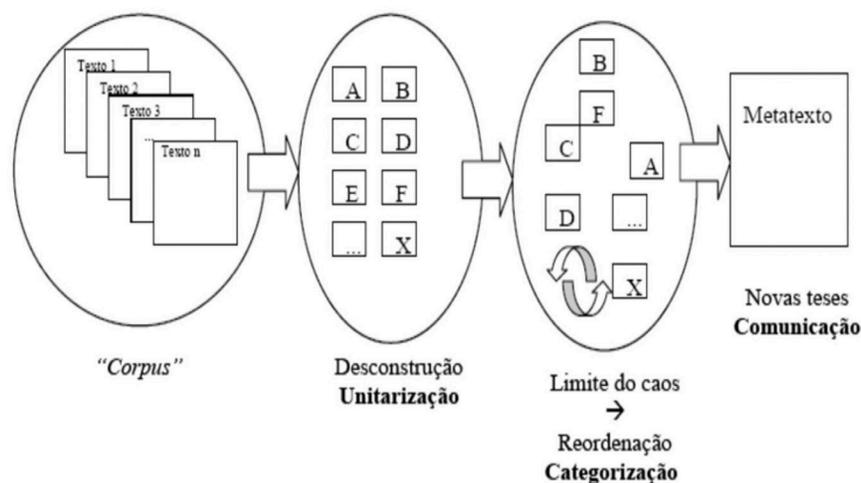 Texto 1
Texto 2
Texto 3
...
Texto n
“Corpus”
A B
C D
E F
... X
Desconstrução
Unitarização
B
F
C
A
D
...
X
Limite do caos
→
Reordenação
Categorização
Metatexto
Novas teses
Comunicação